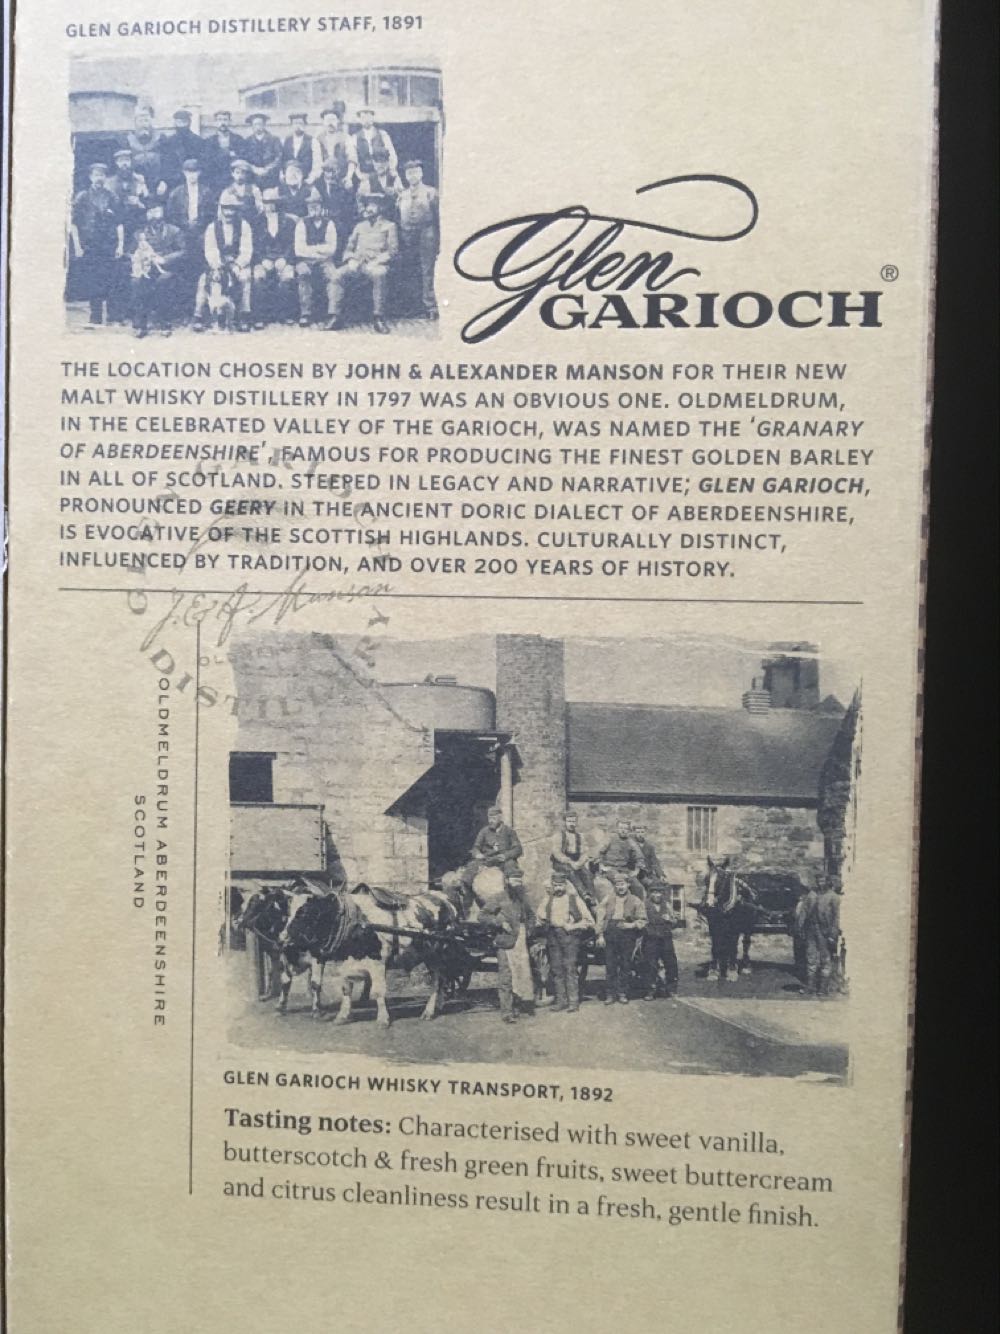 GLEN GARIOCH DISTILLERY STAFF, 1891
Glen
GARIOCH®
THE LOCATION CHOSEN BY JOHN & ALEXANDER MANSON FOR THEIR NEW
MALT WHISKY DISTILLERY IN 1797 WAS AN OBVIOUS ONE. OLDMELDRUM,
IN THE CELEBRATED VALLEY OF THE GARIOCH, WAS NAMED THE 'GRANARY
OF ABERDEENSHIRE', FAMOUS FOR PRODUCING THE FINEST GOLDEN BARLEY
IN ALL OF SCOTLAND. STEEPED IN LEGACY AND NARRATIVE; GLEN GARIOCH,
PRONOUNCED GEERY IN THE ANCIENT DORIC DIALECT OF ABERDEENSHIRE,
IS EVOCATIVE OF THE SCOTTISH HIGHLANDS. CULTURALLY DISTINCT,
INFLUENCED BY TRADITION, AND OVER 200 YEARS OF HISTORY.
GLEN GARIOCH
J. & A. Manson
DISTILLERY
OLDMELDRUM ABERDEENSHIRE
SCOTLAND
GLEN GARIOCH WHISKY TRANSPORT, 1892
Tasting notes: Characterised with sweet vanilla,
butterscotch & fresh green fruits, sweet buttercream
and citrus cleanliness result in a fresh, gentle finish.